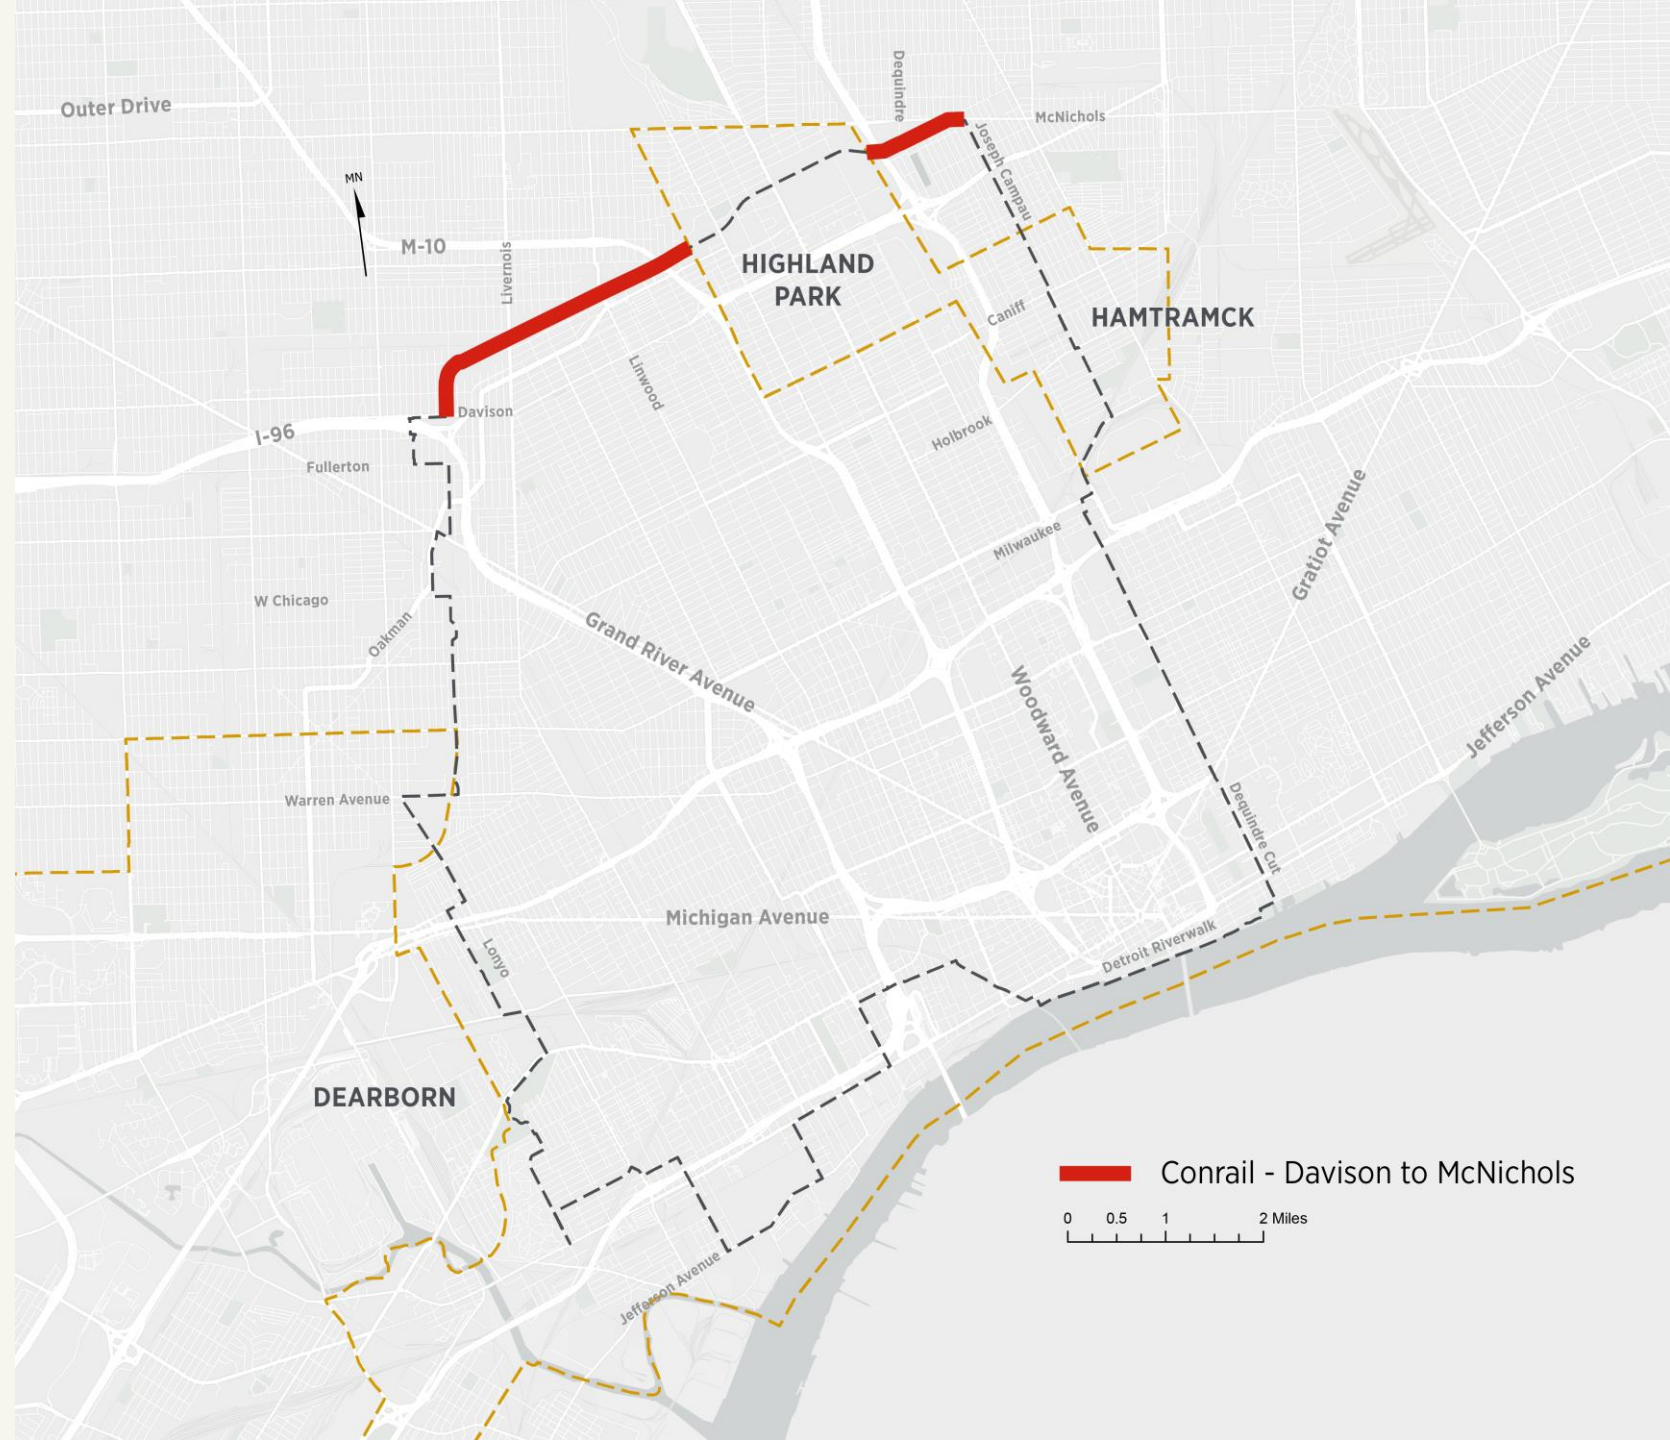 Outer Drive
Dequindre
McNichols
Joseph Campau
MN
M-10
Livernois
HIGHLAND
PARK
Caniff
HAMTRAMCK
Linwood
Davison
I-96
Holbrook
Fullerton
Milwaukee
Gratiot Avenue
W Chicago
Oakman
Grand River Avenue
Woodward Avenue
Jefferson Avenue
Warren Avenue
Dequindre Cut
Michigan Avenue
Lonyo
Detroit Riverwalk
DEARBORN
Conrail - Davison to McNichols
0 0.5 1 2 Miles
Jefferson Avenue